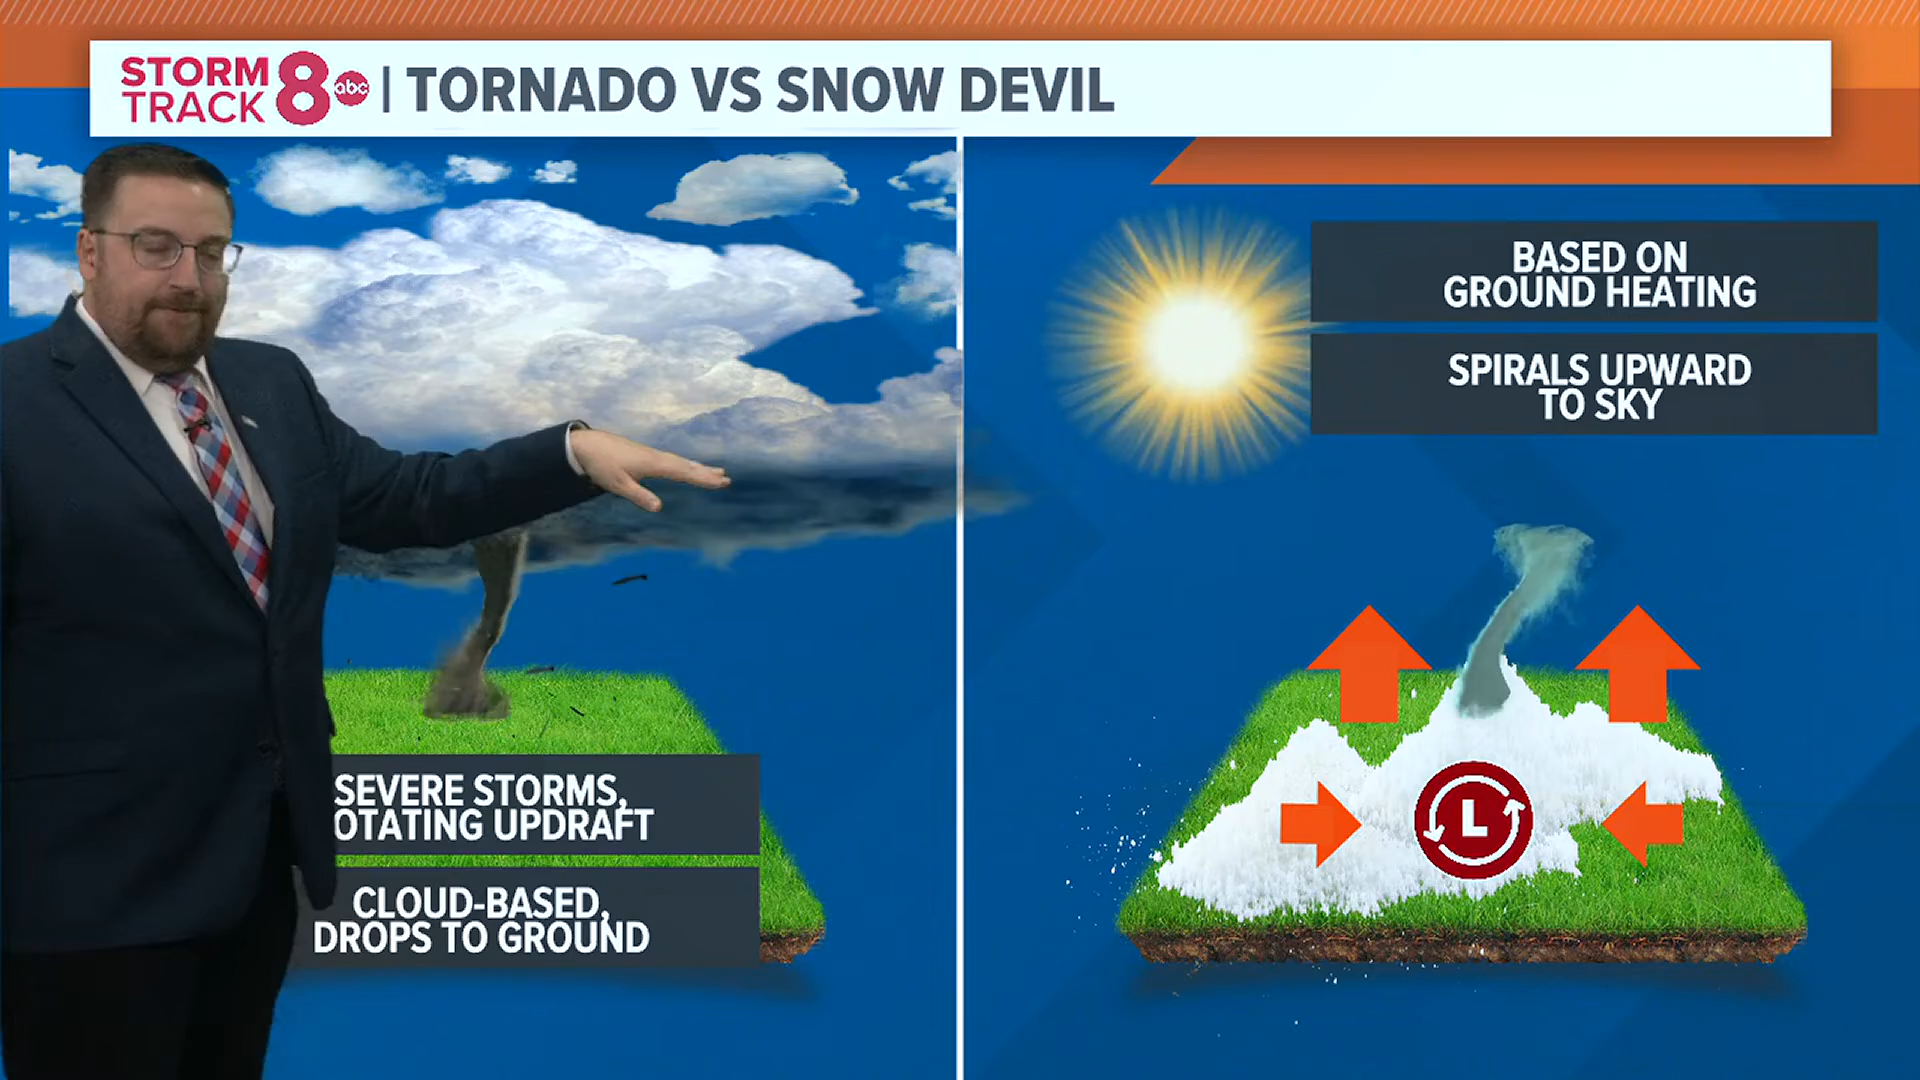 STORM
TRACK 8 abc | TORNADO VS SNOW DEVIL
BASED ON
GROUND HEATING
SPIRALS UPWARD
TO SKY
L
SEVERE STORMS,
OTATING UPDRAFT
CLOUD-BASED,
DROPS TO GROUND